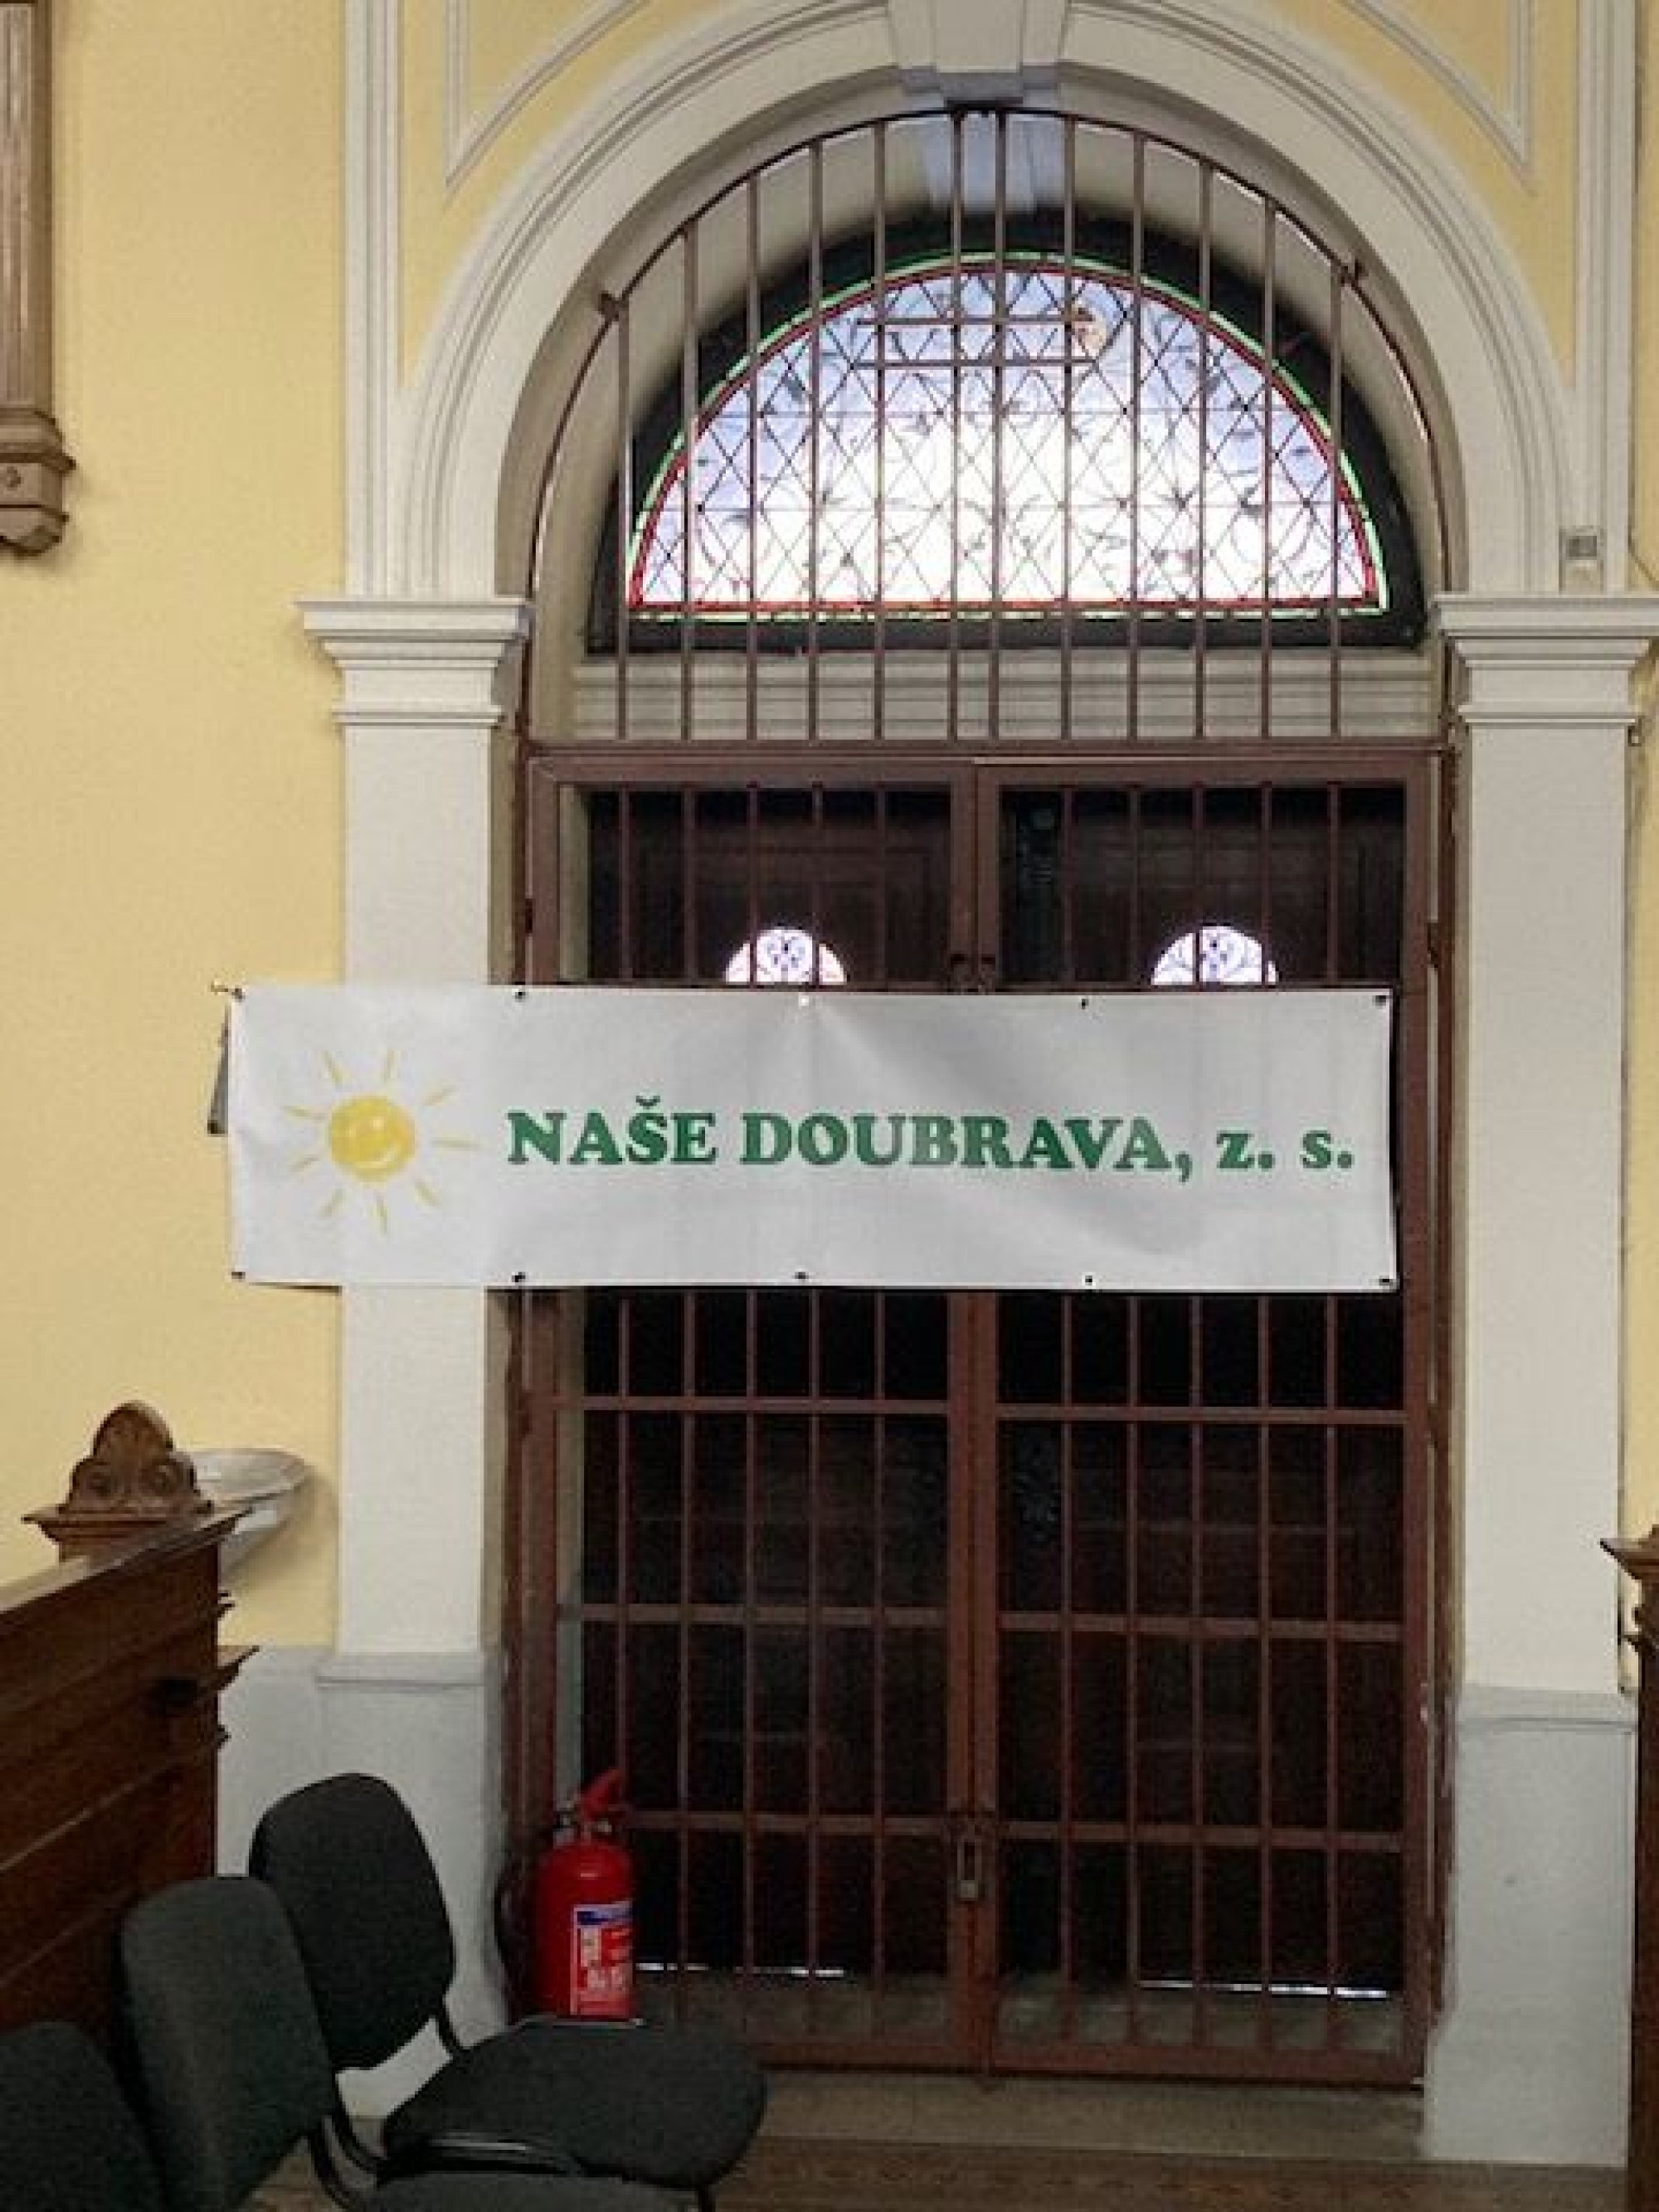 NAŠE DOUBRAVA, z. s.